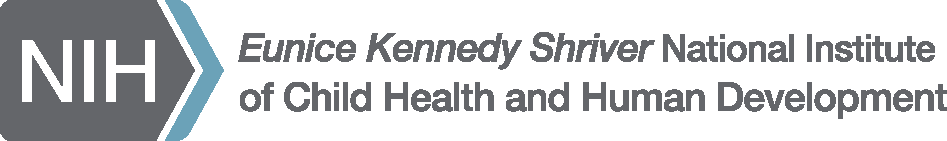 NIH
Eunice Kennedy Shriver National Institute
of Child Health and Human Development